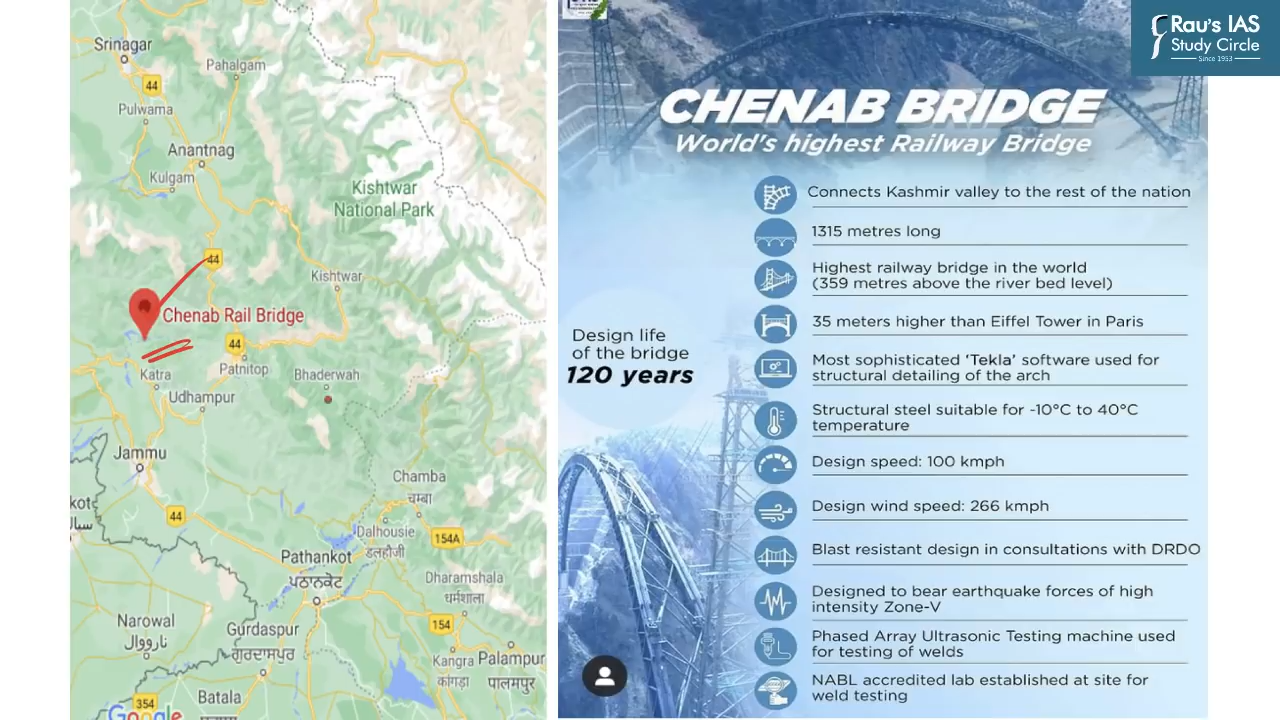 Srinagar
Pahalgam
44
Pulwama
Anantnag
Kulgam
Kishtwar
National Park
44
Kishtwar
Chenab Rail Bridge
44
Patnitop
Katra
Bhaderwah
Udhampur
Jammu
Chamba
चम्बा
kot
44
Dalhousie
डलहौजी
154A
Pathankot
ਪਠਾਨਕੋਟ
Dharamshala
धर्मशाला
Narowal
نارووال
154
Gurdaspur
ਗੁਰਦਾਸਪੁਰ
Kangra
कांगड़ा
Palampur
पालमपुर
Batala
354
Google
Rau's IAS
Study Circle
Since 1953
CHENAB BRIDGE
World's highest Railway Bridge
Design life
of the bridge
120 years
Connects Kashmir valley to the rest of the nation
1315 metres long
Highest railway bridge in the world
(359 metres above the river bed level)
35 meters higher than Eiffel Tower in Paris
Most sophisticated ‘Tekla’ software used for
structural detailing of the arch
Structural steel suitable for -10°C to 40°C
temperature
Design speed: 100 kmph
Design wind speed: 266 kmph
Blast resistant design in consultations with DRDO
Designed to bear earthquake forces of high
intensity Zone-V
Phased Array Ultrasonic Testing machine used
for testing of welds
NABL accredited lab established at site for
weld testing